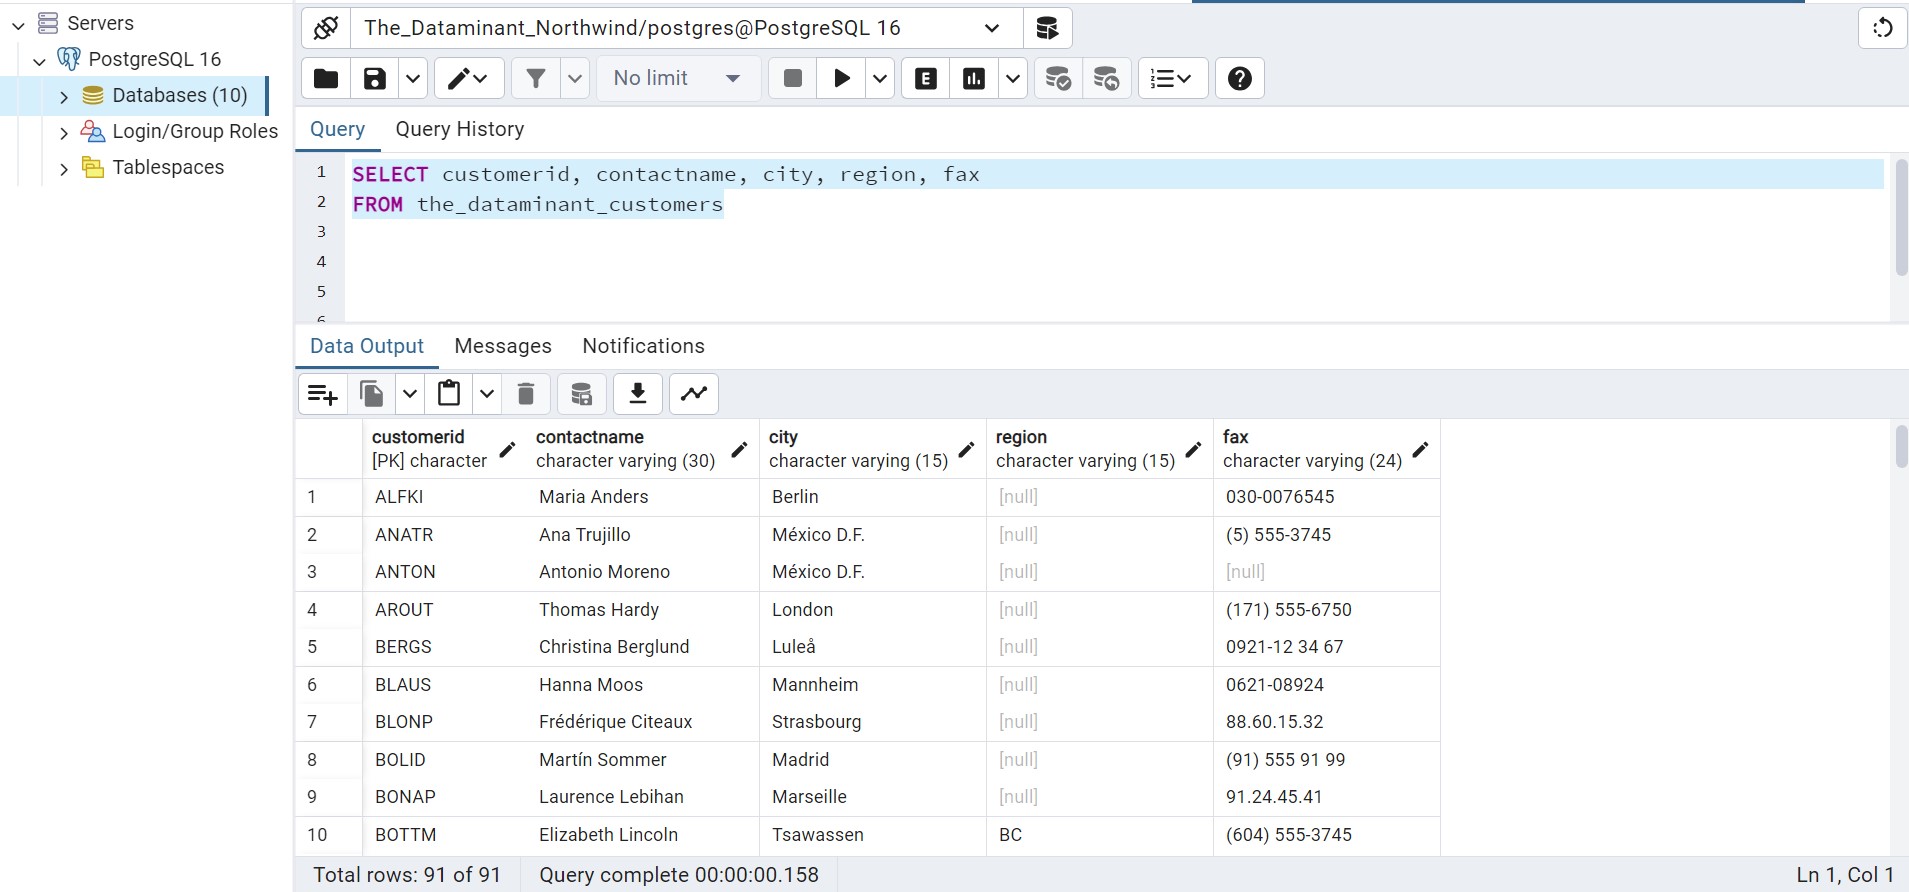 Servers
PostgreSQL 16
Databases (10)
Login/Group Roles
Tablespaces
The_Dataminant_Northwind/postgres@PostgreSQL 16
No limit
E
Query Query History
1 SELECT customerid, contactname, city, region, fax
2 FROM the_dataminant_customers
3
4
5
6
Data Output Messages Notifications
customerid contactname city region fax
[PK] character character varying (30) character varying (15) character varying (15) character varying (24)
1 ALFKI Maria Anders Berlin [null] 030-0076545
2 ANATR Ana Trujillo México D.F. [null] (5) 555-3745
3 ANTON Antonio Moreno México D.F. [null] [null]
4 AROUT Thomas Hardy London [null] (171) 555-6750
5 BERGS Christina Berglund Luleå [null] 0921-12 34 67
6 BLAUS Hanna Moos Mannheim [null] 0621-08924
7 BLONP Frédérique Citeaux Strasbourg [null] 88.60.15.32
8 BOLID Martín Sommer Madrid [null] (91) 555 91 99
9 BONAP Laurence Lebihan Marseille [null] 91.24.45.41
10 BOTTM Elizabeth Lincoln Tsawassen BC (604) 555-3745
Total rows: 91 of 91 Query complete 00:00:00.158 Ln 1, Col 1